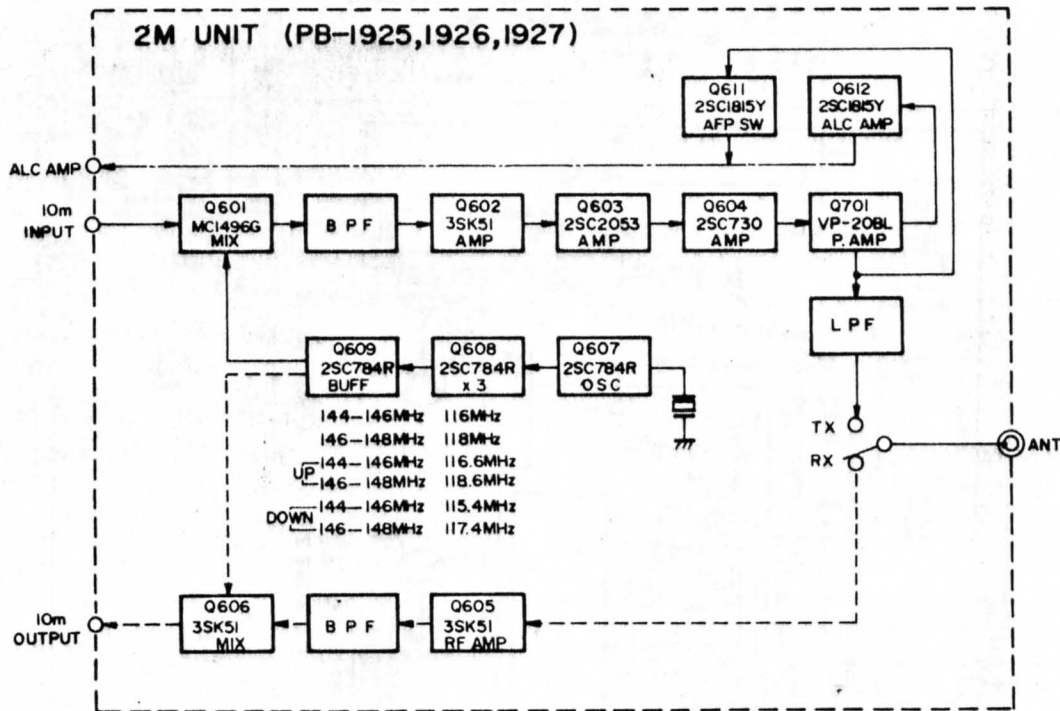 2M UNIT (PB-1925,1926,1927)
Q611
2SC1815Y
AFP SW
Q612
2SC1815Y
ALC AMP
ALC AMP
10m
INPUT
Q601
MC1496G
MIX
BPF
Q602
3SK51
AMP
Q603
2SC2053
AMP
Q604
2SC730
AMP
Q701
VP-20BL
P. AMP
LPF
Q609
2SC784R
BUFF
Q608
2SC784R
x 3
Q607
2SC784R
OSC
144-146MHz 116MHz
146-148MHz 118MHz
UP
144-146MHz 116.6MHz
146-148MHz 118.6MHz
DOWN
144-146MHz 115.4MHz
146-148MHz 117.4MHz
TX
RX
ANT
10m
OUTPUT
Q606
3SK51
MIX
BPF
Q605
3SK51
RF AMP